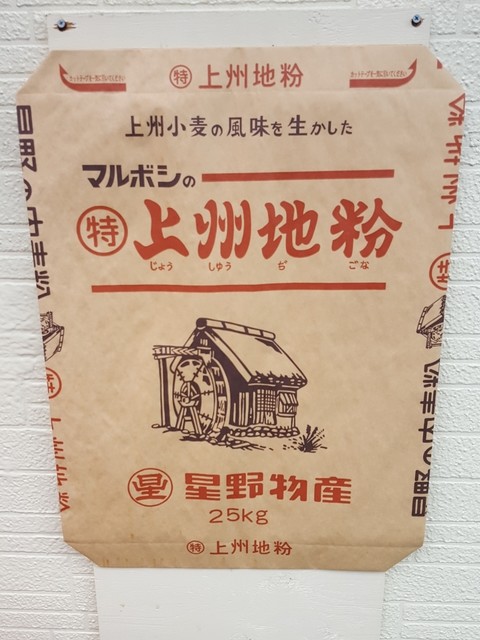 ㊕ 上州地粉
上州小麦の風味を生かした
マルボシの
㊕ 上州地粉
じょう しゅう ぢ ごな
星野物産
25kg
㊕ 上州地粉